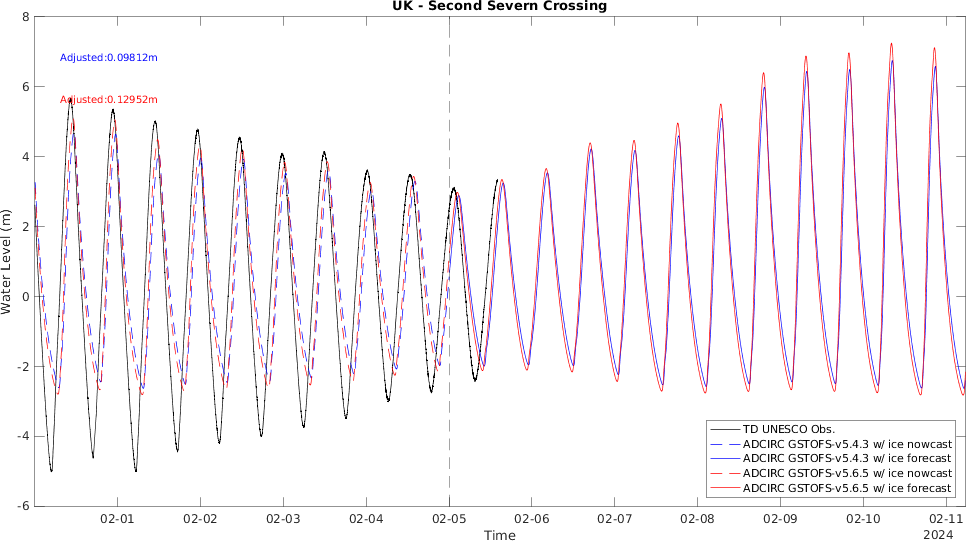 UK - Second Severn Crossing
8
6
4
2
0
-2
-4
-6
Water Level (m)
Adjusted:0.09812m
Adjusted:0.12952m
TD UNESCO Obs.
ADCIRC GSTOFS-v5.4.3 w/ ice nowcast
ADCIRC GSTOFS-v5.4.3 w/ ice forecast
ADCIRC GSTOFS-v5.6.5 w/ ice nowcast
ADCIRC GSTOFS-v5.6.5 w/ ice forecast
02-01 02-02 02-03 02-04 02-05 02-06 02-07 02-08 02-09 02-10 02-11
Time
2024